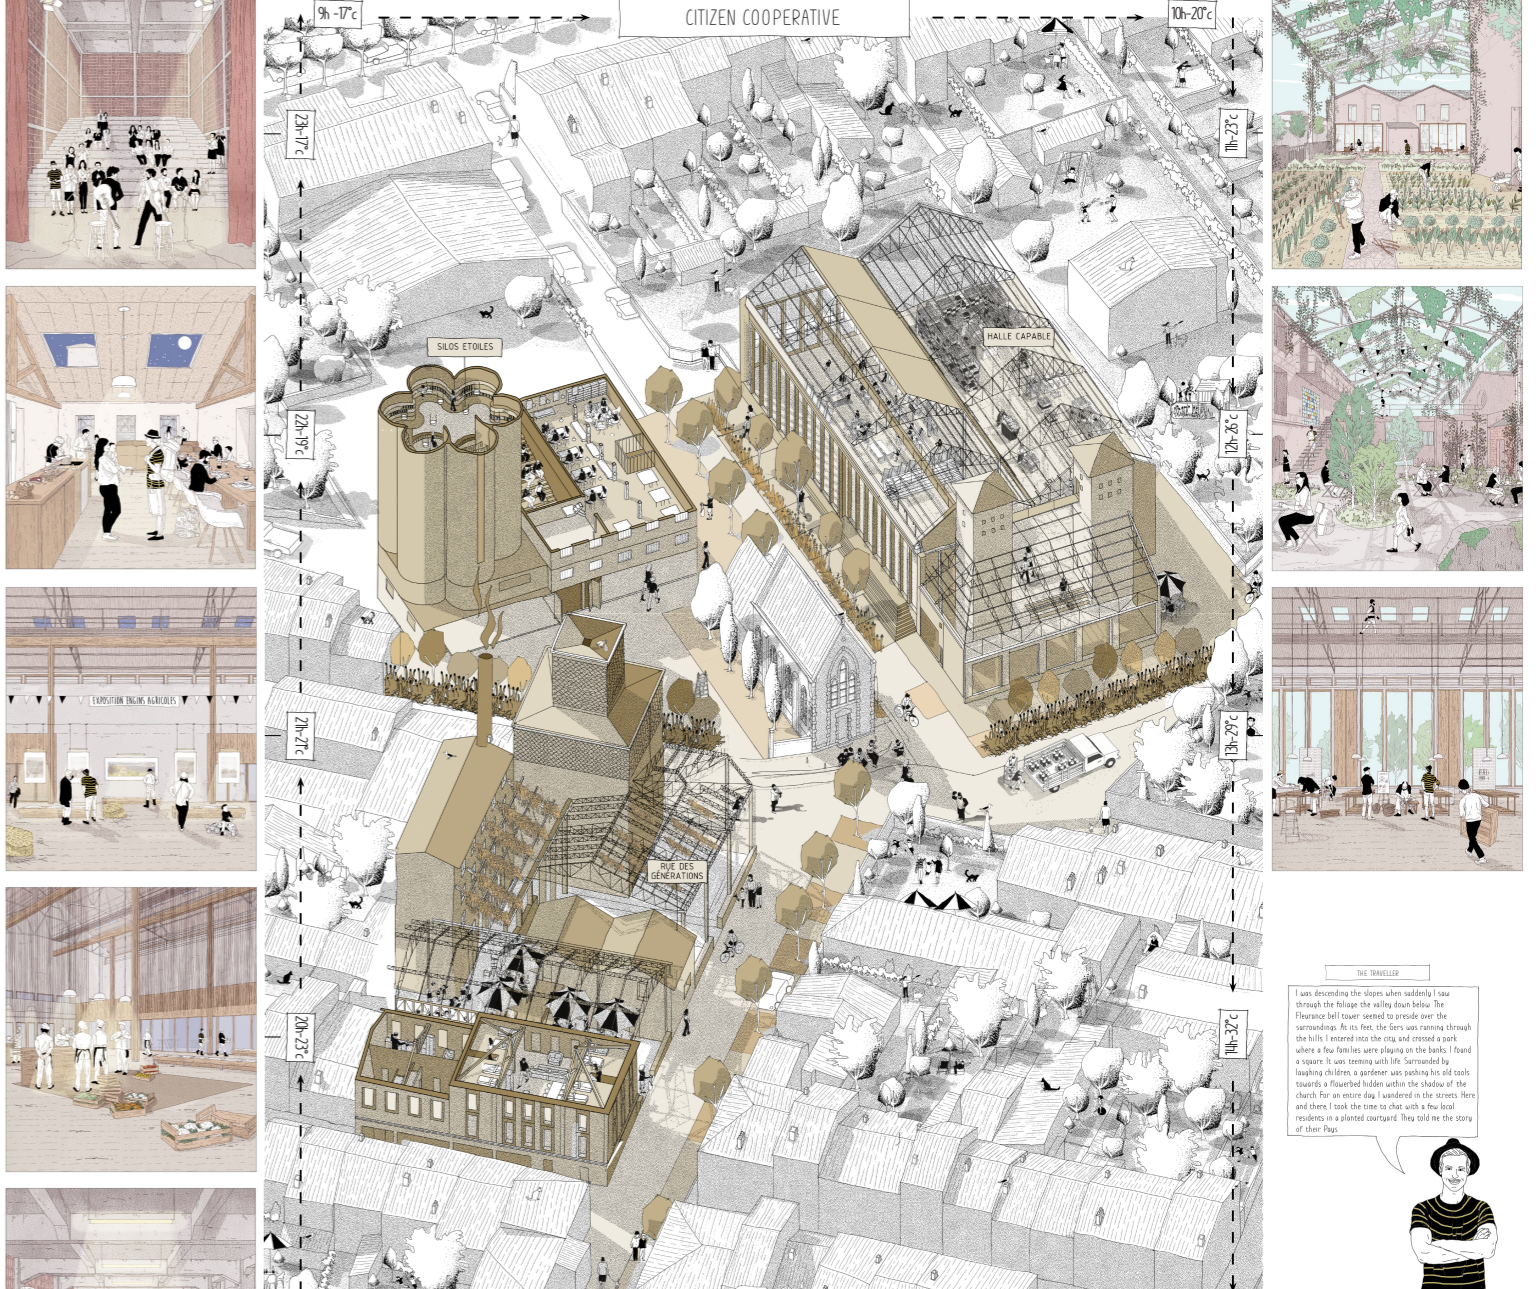 9h-17°c
CITIZEN COOPERATIVE
10h-20°c
23h-17°c
11h-23°c
SILOS ETOILES
HALLE CAPABLE
22h-19°c
12h-26°c
EXPOSITION ENGINS AGRICOLES
21h-21°c
13h-29°c
RUE DES
GÉNÉRATIONS
20h-23°c
14h-32°c
THE TRAVELLER
I was descending the slopes when suddenly I saw
through the foliage the valley down below. The
Fleurance bell tower seemed to preside over the
surroundings. At its feet, the Gers was running through
the hills. I entered into the city, and crossed a park
where a few families were playing on the banks. I found
a square. It was teeming with life. Surrounded by
laughing children, a gardener was pushing his old tools
towards a flowerbed hidden within the shadow of the
church. For an entire day, I wandered in the streets. Here
and there, I took the time to chat with a few local
residents in a planted courtyard. They told me the story
of their Pays.